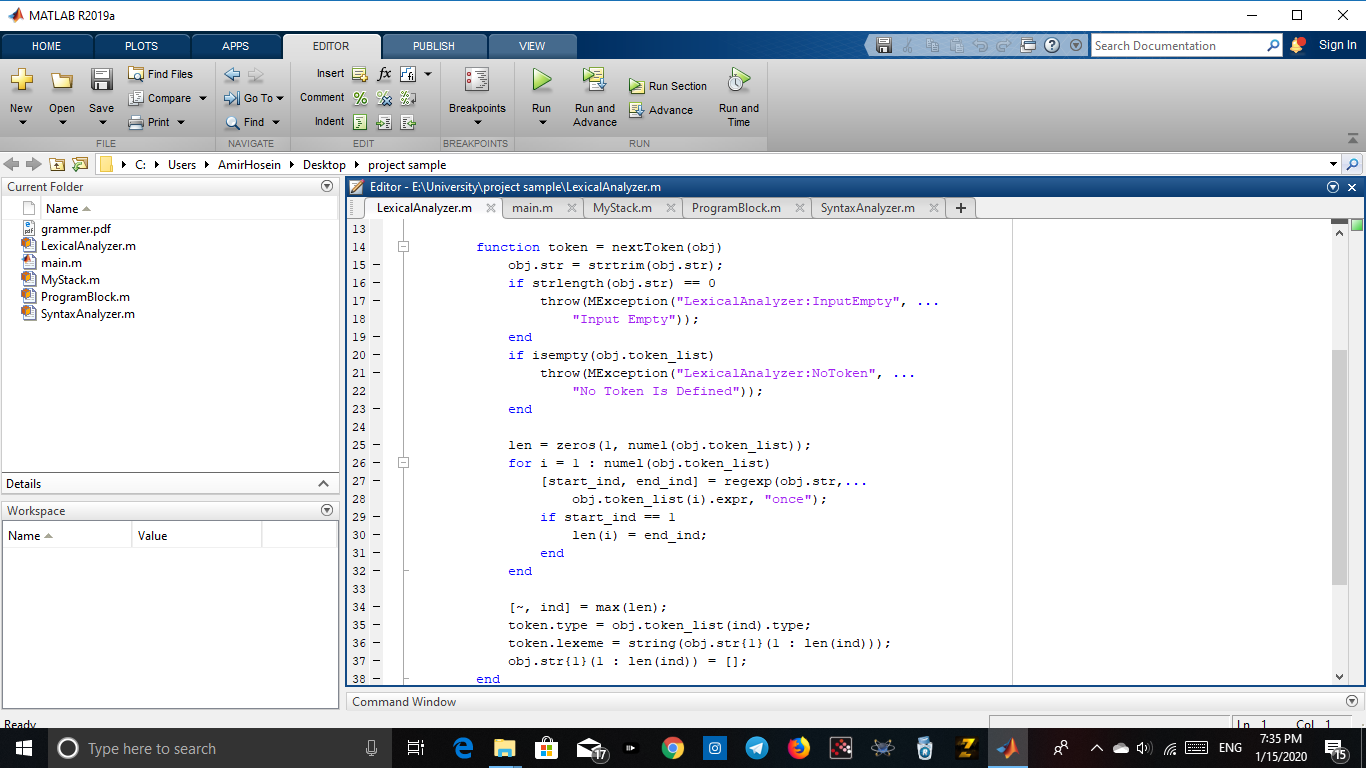 MATLAB R2019a
HOME PLOTS APPS EDITOR PUBLISH VIEW Search Documentation Sign In
New Open Save Find Files Compare Print Go To Find Insert fx Comment Indent Breakpoints Run Run and Advance Run Section Advance Run and Time
FILE NAVIGATE EDIT BREAKPOINTS RUN
C: Users AmirHosein Desktop project sample
Current Folder
Name
grammer.pdf
LexicalAnalyzer.m
main.m
MyStack.m
ProgramBlock.m
SyntaxAnalyzer.m
Details
Workspace
Name Value
Editor - E:\University\project sample\LexicalAnalyzer.m
LexicalAnalyzer.m main.m MyStack.m ProgramBlock.m SyntaxAnalyzer.m +
13
14 function token = nextToken(obj)
15 obj.str = strtrim(obj.str);
16 if strlength(obj.str) == 0
17 throw(MException("LexicalAnalyzer:InputEmpty", ...
18 "Input Empty"));
19 end
20 if isempty(obj.token_list)
21 throw(MException("LexicalAnalyzer:NoToken", ...
22 "No Token Is Defined"));
23 end
24
25 len = zeros(1, numel(obj.token_list));
26 for i = 1 : numel(obj.token_list)
27 [start_ind, end_ind] = regexp(obj.str,...
28 obj.token_list(i).expr, "once");
29 if start_ind == 1
30 len(i) = end_ind;
31 end
32 end
33
34 [~, ind] = max(len);
35 token.type = obj.token_list(ind).type;
36 token.lexeme = string(obj.str{1}(1 : len(ind)));
37 obj.str{1}(1 : len(ind)) = [];
38 end
Command Window
Ready Ln 1 Col 1
Type here to search 17 ENG 7:35 PM
1/15/2020 15